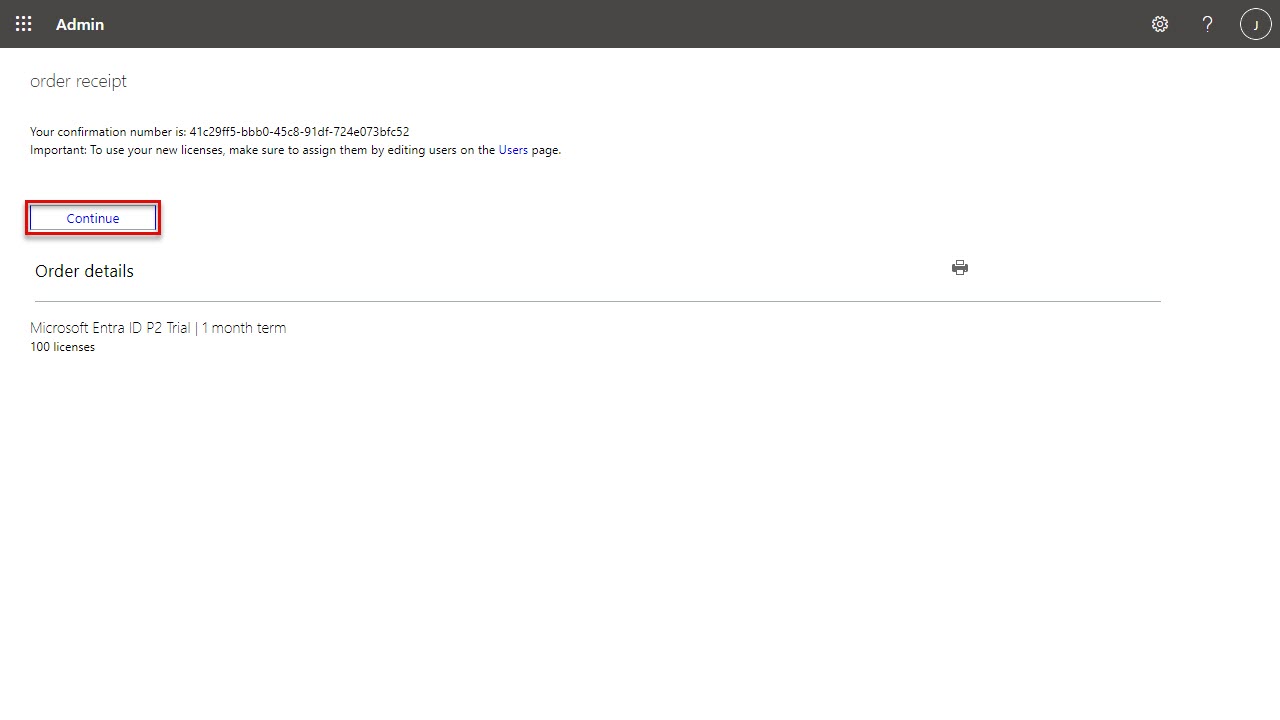 Admin
?
J
order receipt
Your confirmation number is: 41c29ff5-bbb0-45c8-91df-724e073bfc52
Important: To use your new licenses, make sure to assign them by editing users on the Users page.
Continue
Order details
Microsoft Entra ID P2 Trial | 1 month term
100 licenses